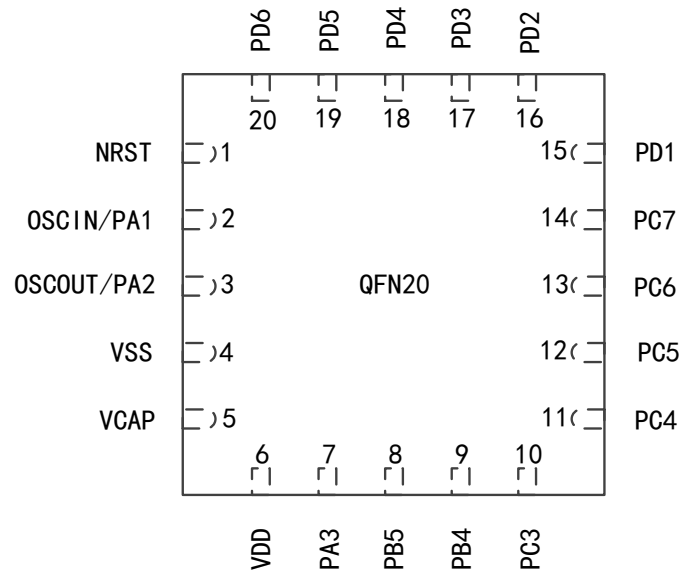 PD6 PD5 PD4 PD3 PD2
20 19 18 17 16
NRST 1 15 PD1
OSCIN/PA1 2 14 PC7
OSCOUT/PA2 3 QFN20 13 PC6
VSS 4 12 PC5
VCAP 5 11 PC4
6 7 8 9 10
VDD PA3 PB5 PB4 PC3